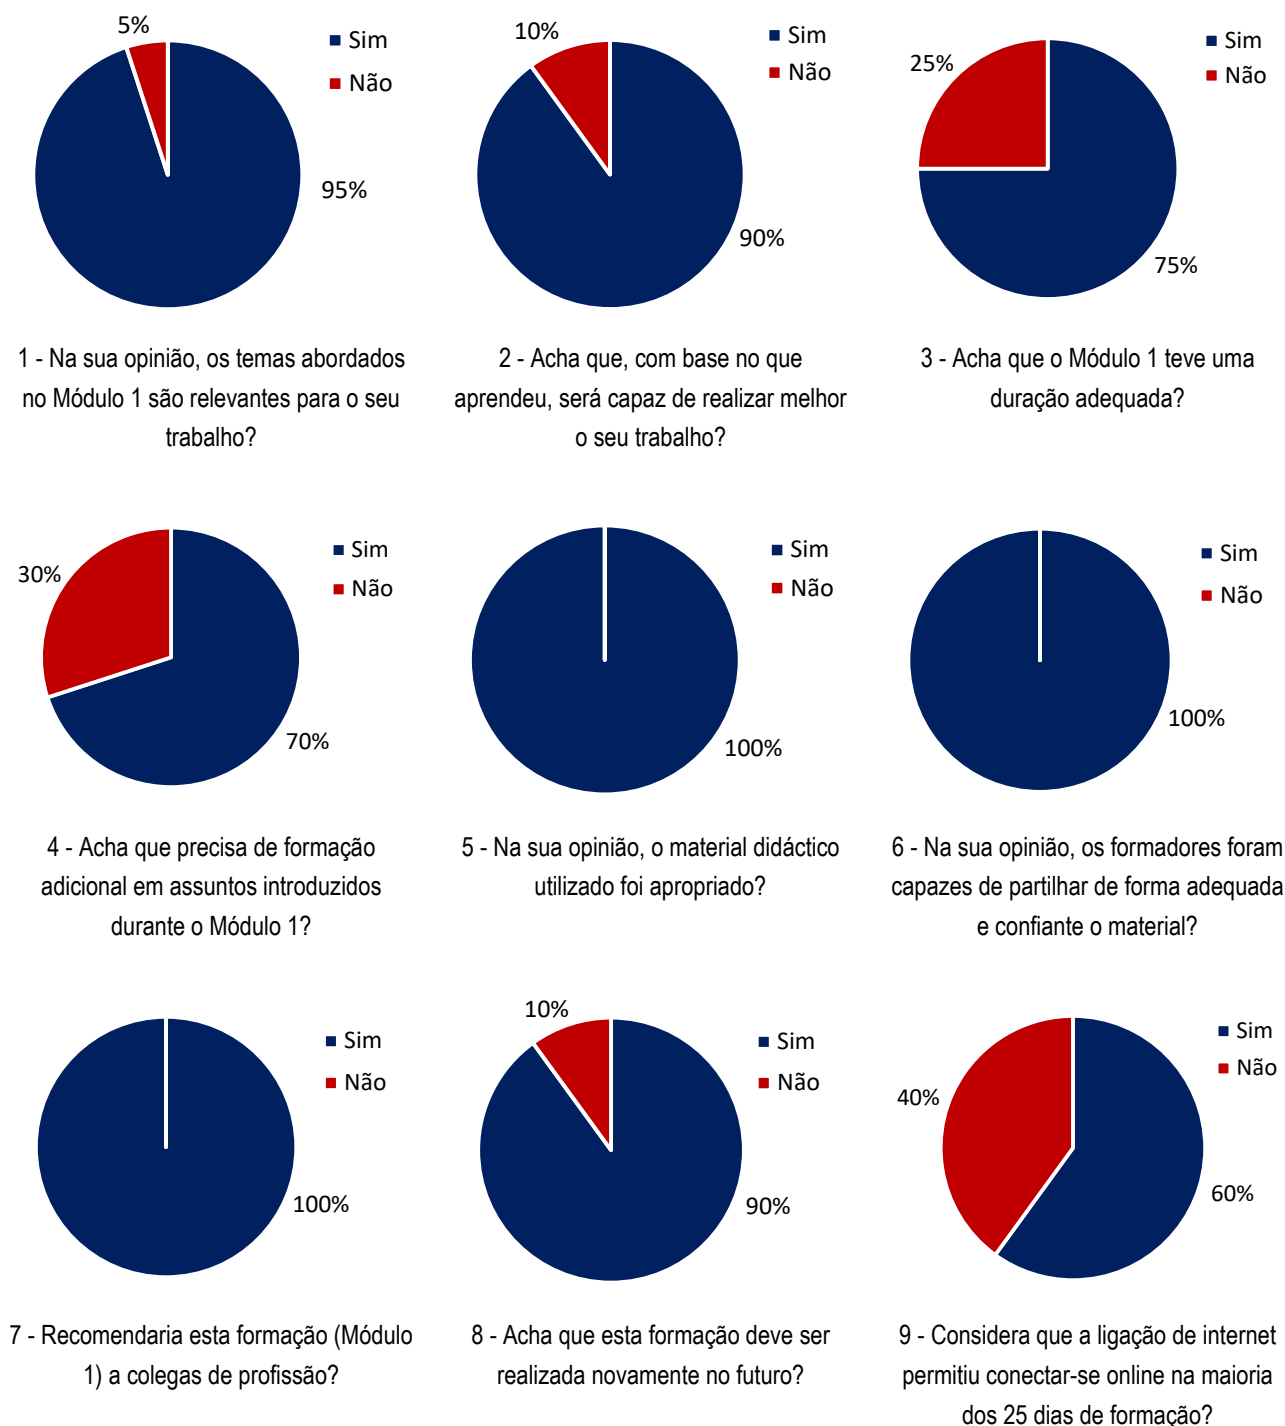 5%
Sim
Não
95%
1 - Na sua opinião, os temas abordados
no Módulo 1 são relevantes para o seu
trabalho?
10%
Sim
Não
90%
2 - Acha que, com base no que
aprendeu, será capaz de realizar melhor
o seu trabalho?
25%
Sim
Não
75%
3 - Acha que o Módulo 1 teve uma
duração adequada?
30%
Sim
Não
70%
4 - Acha que precisa de formação
adicional em assuntos introduzidos
durante o Módulo 1?
Sim
Não
100%
5 - Na sua opinião, o material didáctico
utilizado foi apropriado?
Sim
Não
100%
6 - Na sua opinião, os formadores foram
capazes de partilhar de forma adequada
e confiante o material?
Sim
Não
100%
7 - Recomendaria esta formação (Módulo
1) a colegas de profissão?
10%
Sim
Não
90%
8 - Acha que esta formação deve ser
realizada novamente no futuro?
40%
Sim
Não
60%
9 - Considera que a ligação de internet
permitiu conectar-se online na maioria
dos 25 dias de formação?